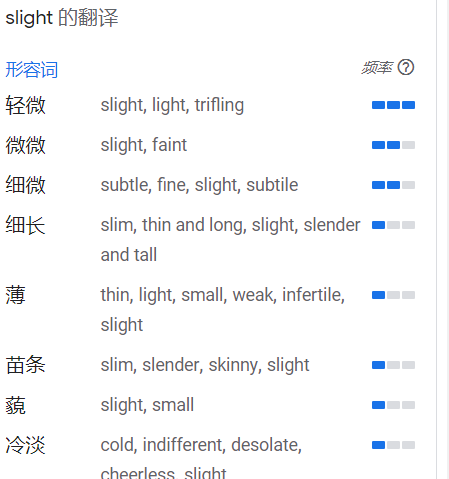 slight 的翻译
形容词 频率 ?
轻微 slight, light, trifling
微微 slight, faint
细微 subtle, fine, slight, subtile
细长 slim, thin and long, slight, slender
and tall
薄 thin, light, small, weak, infertile,
slight
苗条 slim, slender, skinny, slight
藐 slight, small
冷淡 cold, indifferent, desolate,
cheerless, slight